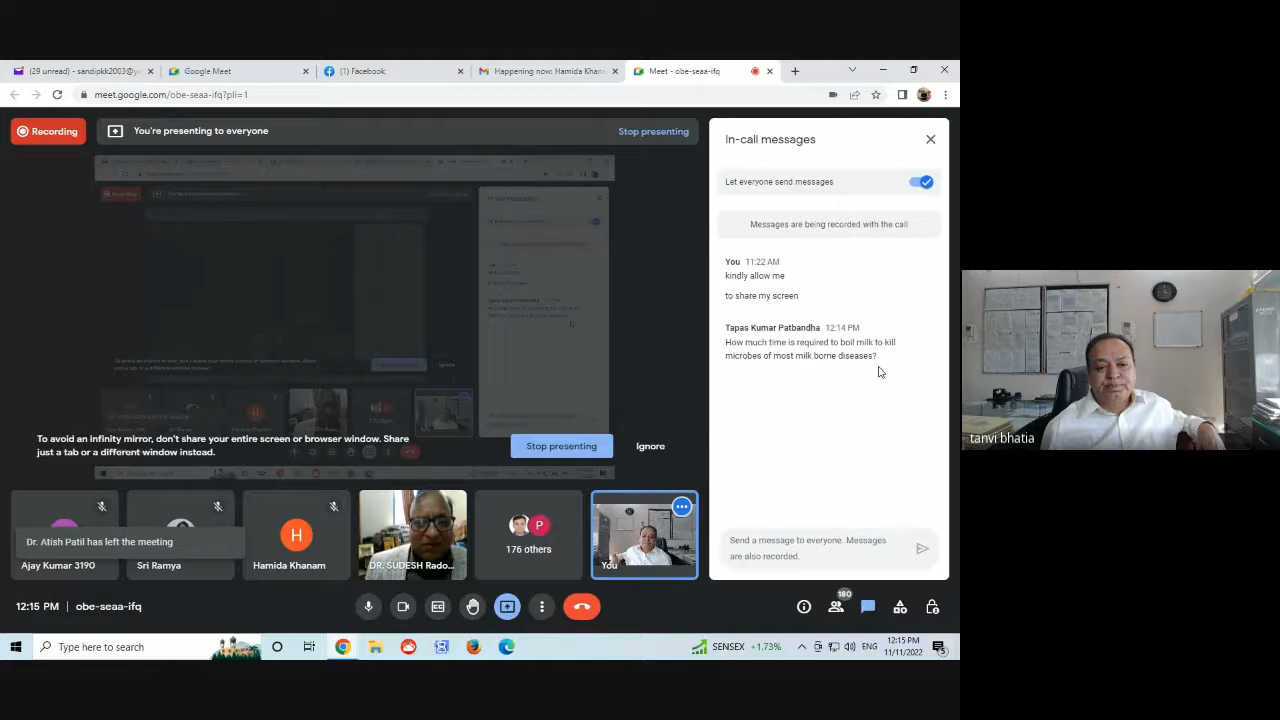 (29 unread) - sandipkk2003@y
Google Meet
(1) Facebook
Happening now: Hamida Khan
Meet - obe-seaa-ifq
meet.google.com/obe-seaa-ifq?pli=1
Recording
You're presenting to everyone
Stop presenting
In-call messages
Let everyone send messages
Messages are being recorded with the call
You 11:22 AM
kindly allow me
to share my screen
Tapas Kumar Patbandha 12:14 PM
How much time is required to boil milk to kill
microbes of most milk borne diseases?
To avoid an infinity mirror, don't share your entire screen or browser window. Share
just a tab or a different window instead.
Stop presenting
Ignore
Dr. Atish Patil has left the meeting
Ajay Kumar 3190
Sri Ramya
H
Hamida Khanam
DR. SUDESH Rado...
P
176 others
You
Send a message to everyone. Messages
are also recorded.
tanvi bhatia
12:15 PM | obe-seaa-ifq
180
Type here to search
SENSEX +1.73%
ENG
12:15 PM
11/11/2022